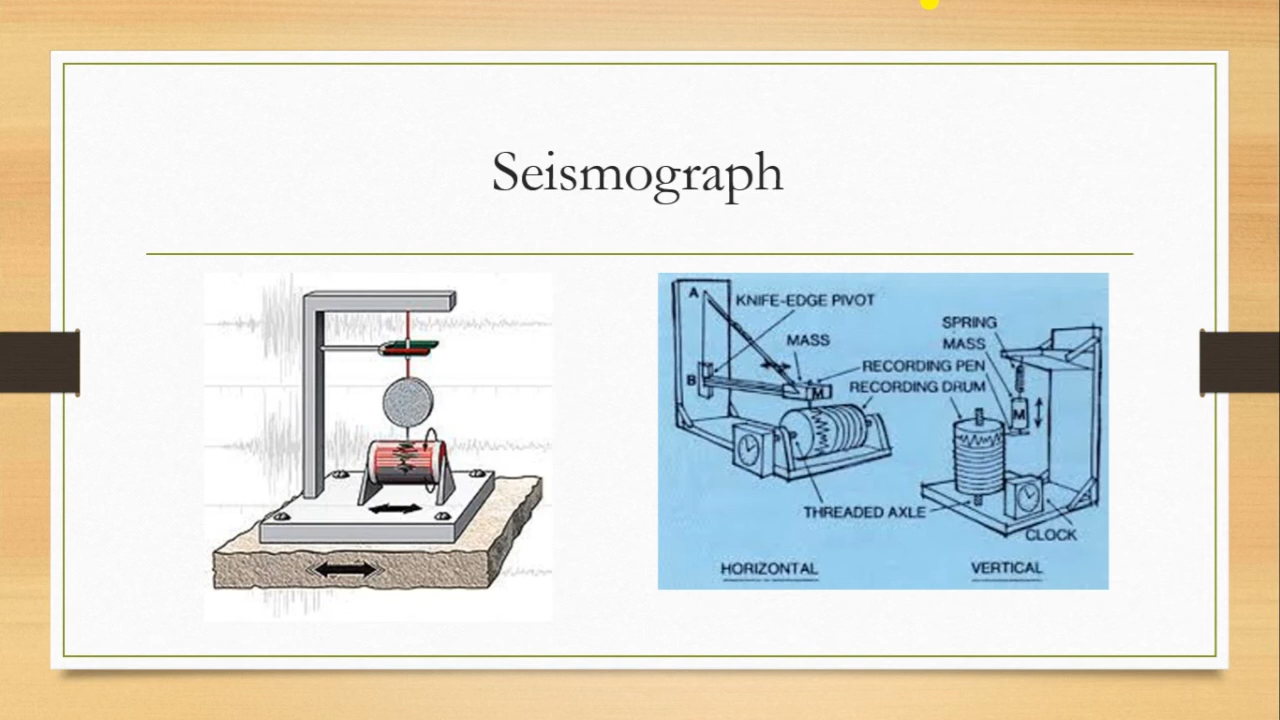 Seismograph
A
KNIFE-EDGE PIVOT
MASS
B
M
RECORDING PEN
RECORDING DRUM
SPRING
MASS
M
THREADED AXLE
CLOCK
HORIZONTAL
VERTICAL